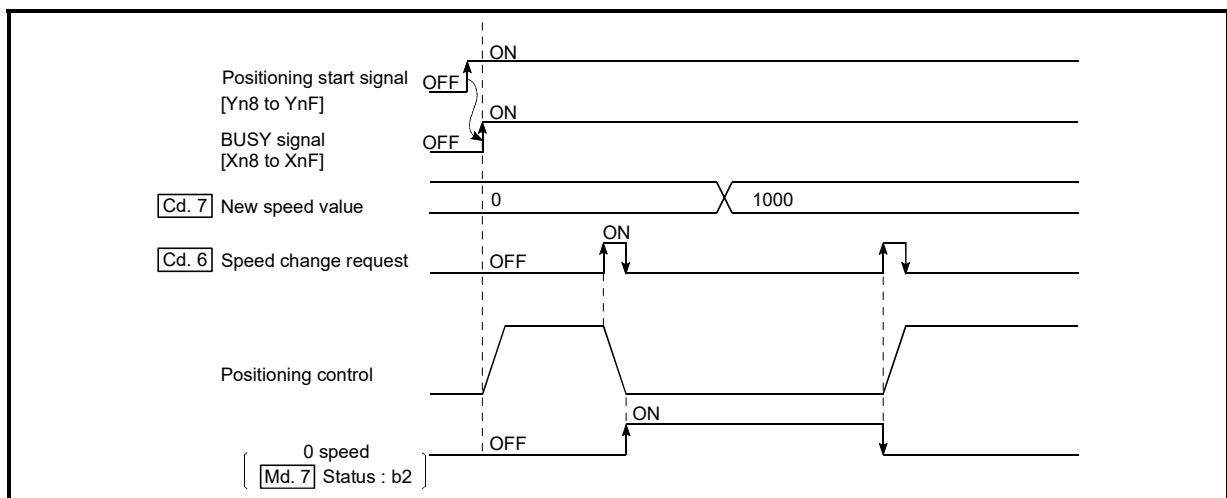 ON
Positioning start signal OFF
[Yn8 to YnF]
ON
BUSY signal OFF
[Xn8 to XnF]
Cd. 7 New speed value 0 1000
ON
Cd. 6 Speed change request OFF
Positioning control
ON
0 speed OFF
Md. 7 Status : b2